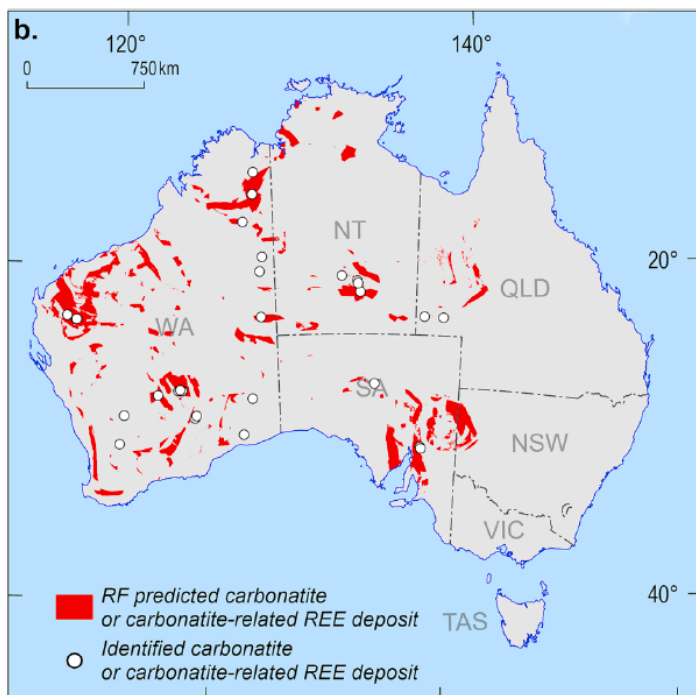 b.
120°
140°
0
750 km
NT
20°
QLD
WA
SA
NSW
VIC
RF predicted carbonatite
or carbonatite-related REE deposit
40°
TAS
Identified carbonatite
or carbonatite-related REE deposit